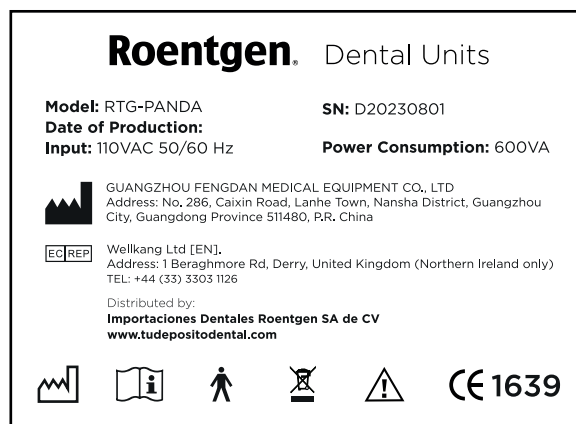 Roentgen® Dental Units
Model: RTG-PANDA
SN: D20230801
Date of Production:
Input: 110VAC 50/60 Hz
Power Consumption: 600VA
GUANGZHOU FENGDAN MEDICAL EQUIPMENT CO., LTD
Address: No. 286, Caixin Road, Lanhe Town, Nansha District, Guangzhou
City, Guangdong Province 511480, P.R. China
EC REP
Wellkang Ltd [EN].
Address: 1 Beraghmore Rd, Derry, United Kingdom (Northern Ireland only)
TEL: +44 (33) 3303 1126
Distributed by:
Importaciones Dentales Roentgen SA de CV
www.tudepositodental.com
CE 1639